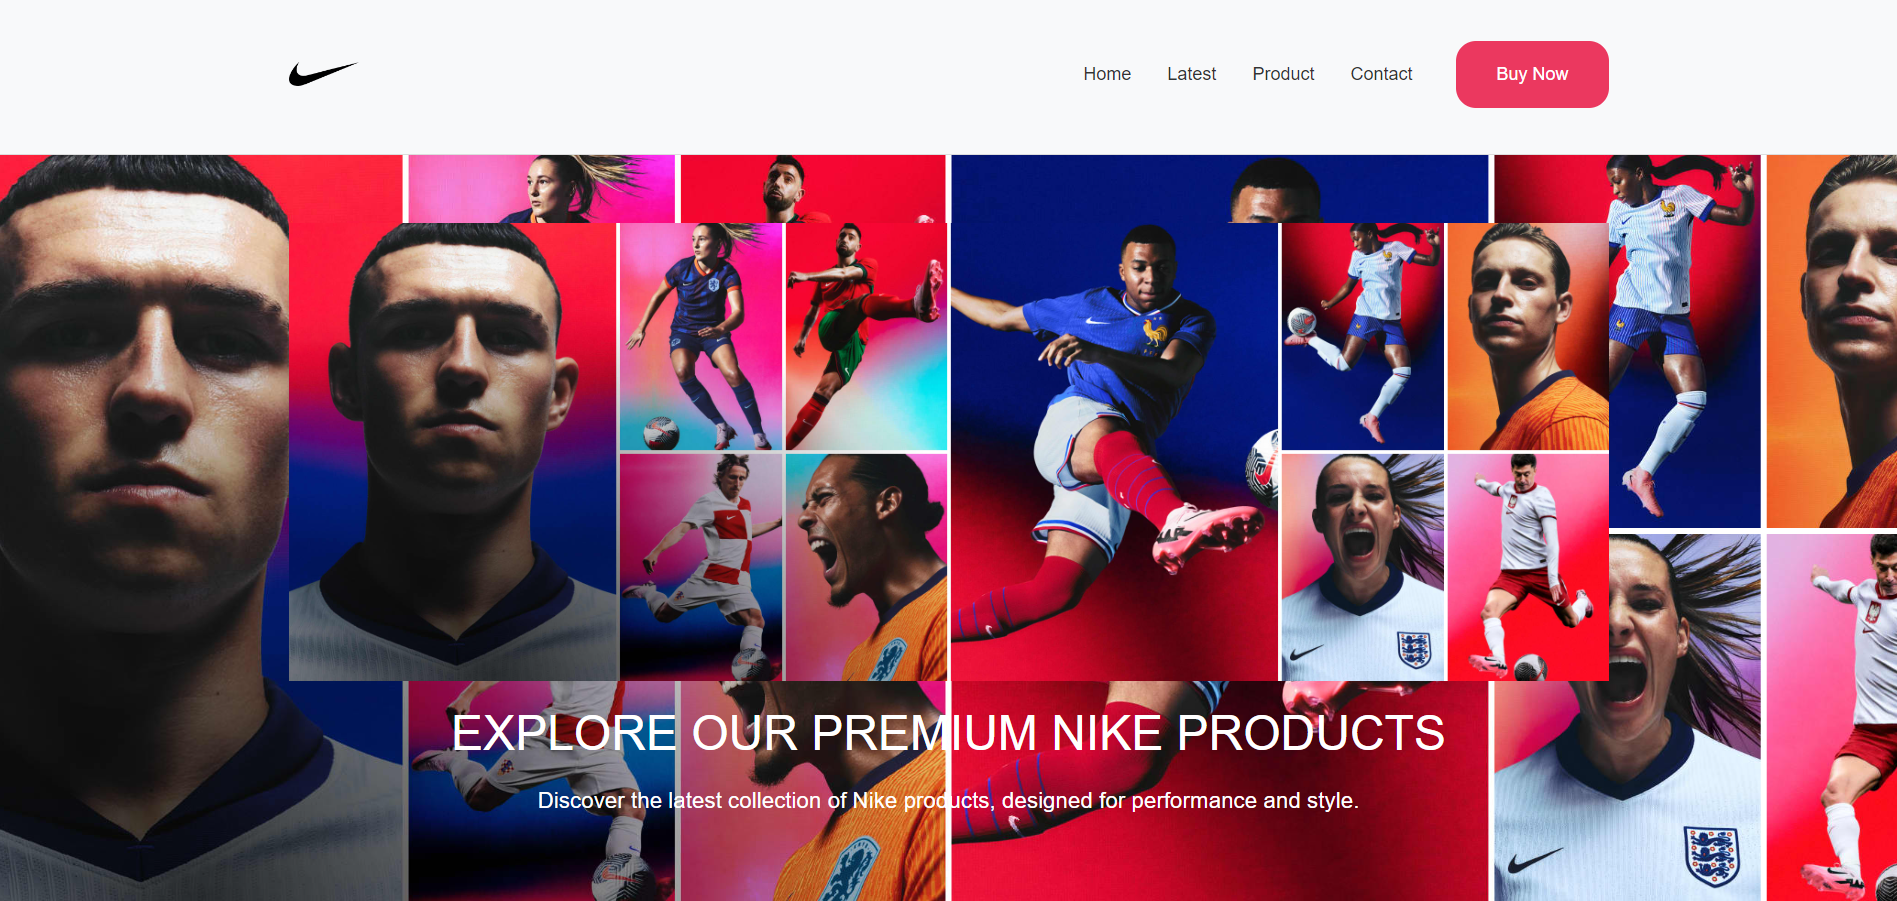 Home Latest Product Contact Buy Now
EXPLORE OUR PREMIUM NIKE PRODUCTS
Discover the latest collection of Nike products, designed for performance and style.